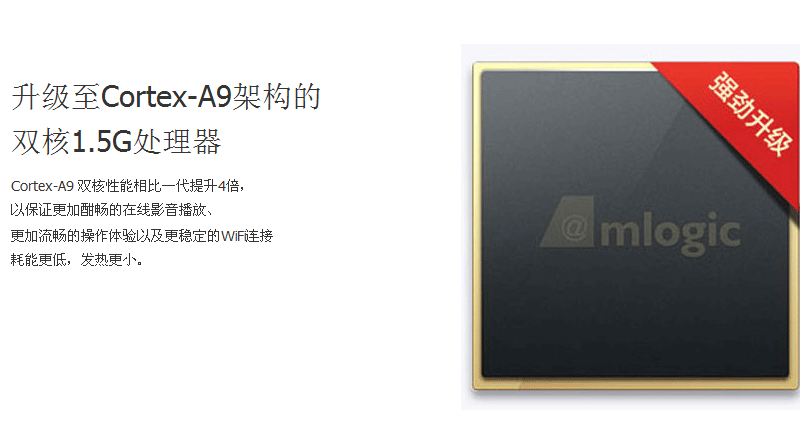 升级至Cortex-A9架构的
双核1.5G处理器
Cortex-A9 双核性能相比一代提升4倍，
以保证更加酣畅的在线影音播放、
更加流畅的操作体验以及更稳定的WiFi连接
耗能更低，发热更小。
强劲升级
@mlogic